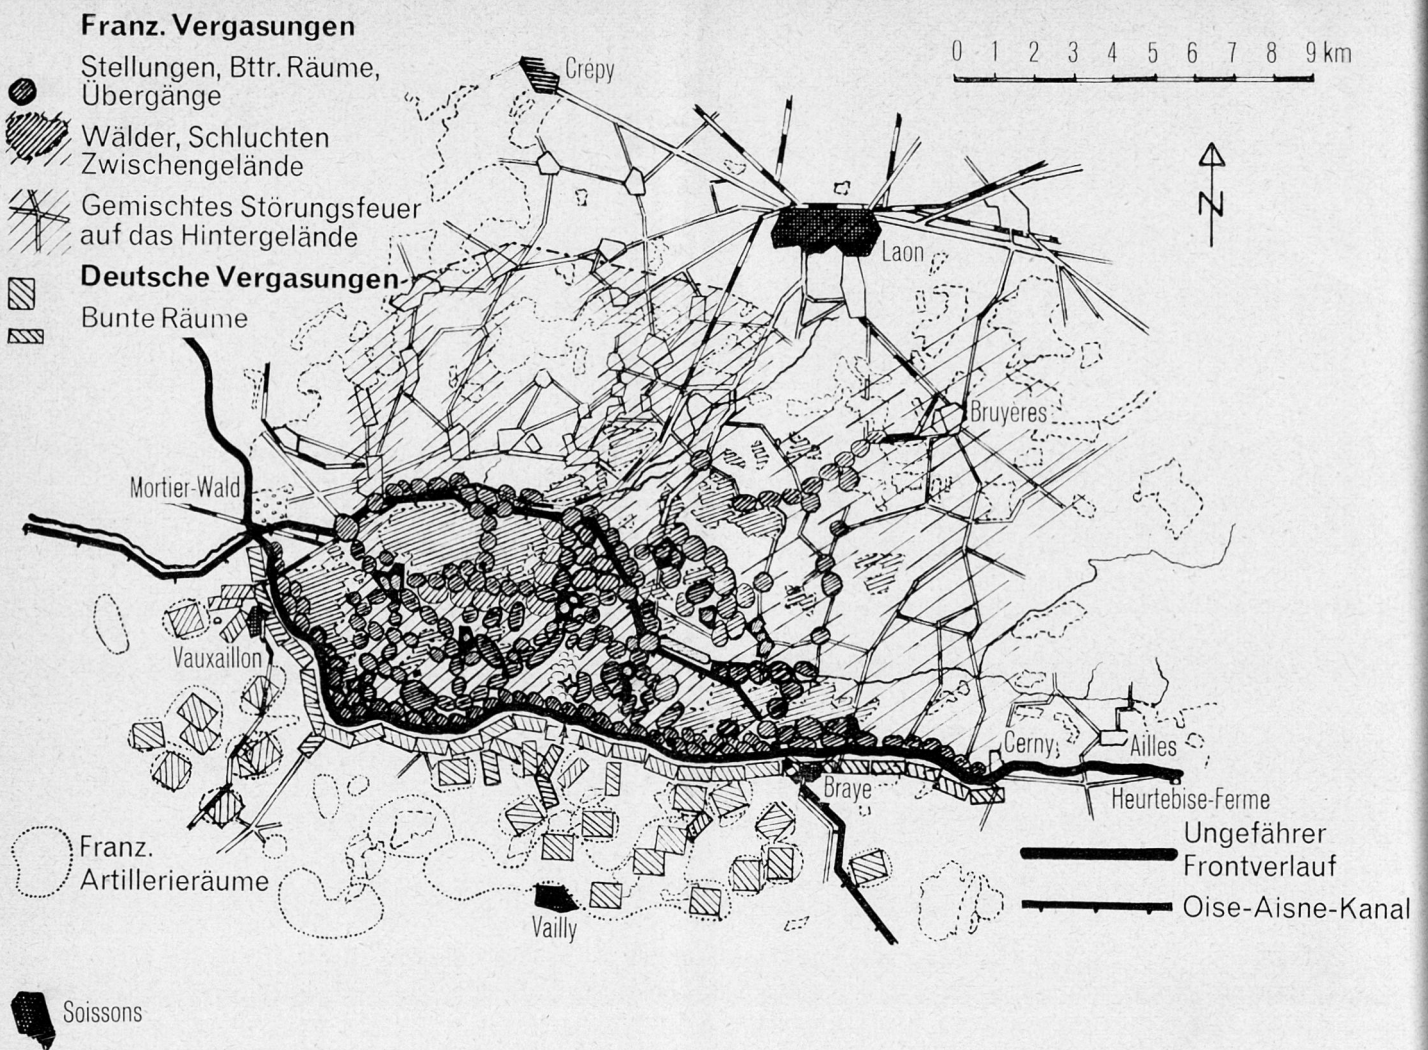 Franz. Vergasungen
Stellungen, Bttr. Räume,
Übergänge
Wälder, Schluchten
Zwischengelände
Gemischtes Störungsfeuer
auf das Hintergelände
Deutsche Vergasungen
Bunte Räume
0 1 2 3 4 5 6 7 8 9 km
N
Crépy
Laon
Bruyères
Mortier-Wald
Vauxaillon
Cerny
Ailles
Braye
Heurtebise-Ferme
Franz.
Artillerieräume
Ungefährer
Frontverlauf
Oise-Aisne-Kanal
Vailly
Soissons